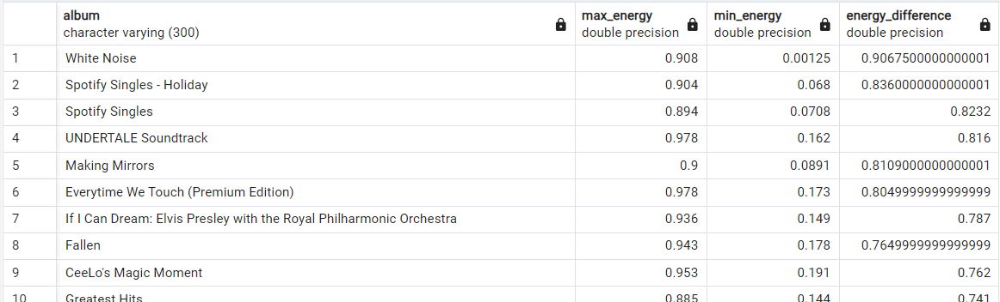 album max_energy min_energy energy_difference
character varying (300) double precision double precision double precision
1 White Noise 0.908 0.00125 0.9067500000000001
2 Spotify Singles - Holiday 0.904 0.068 0.8360000000000001
3 Spotify Singles 0.894 0.0708 0.8232
4 UNDERTALE Soundtrack 0.978 0.162 0.816
5 Making Mirrors 0.9 0.0891 0.8109000000000001
6 Everytime We Touch (Premium Edition) 0.978 0.173 0.8049999999999999
7 If I Can Dream: Elvis Presley with the Royal Philharmonic Orchestra 0.936 0.149 0.787
8 Fallen 0.943 0.178 0.7649999999999999
9 CeeLo's Magic Moment 0.953 0.191 0.762
10 Greatest Hits 0.885 0.144 0.741